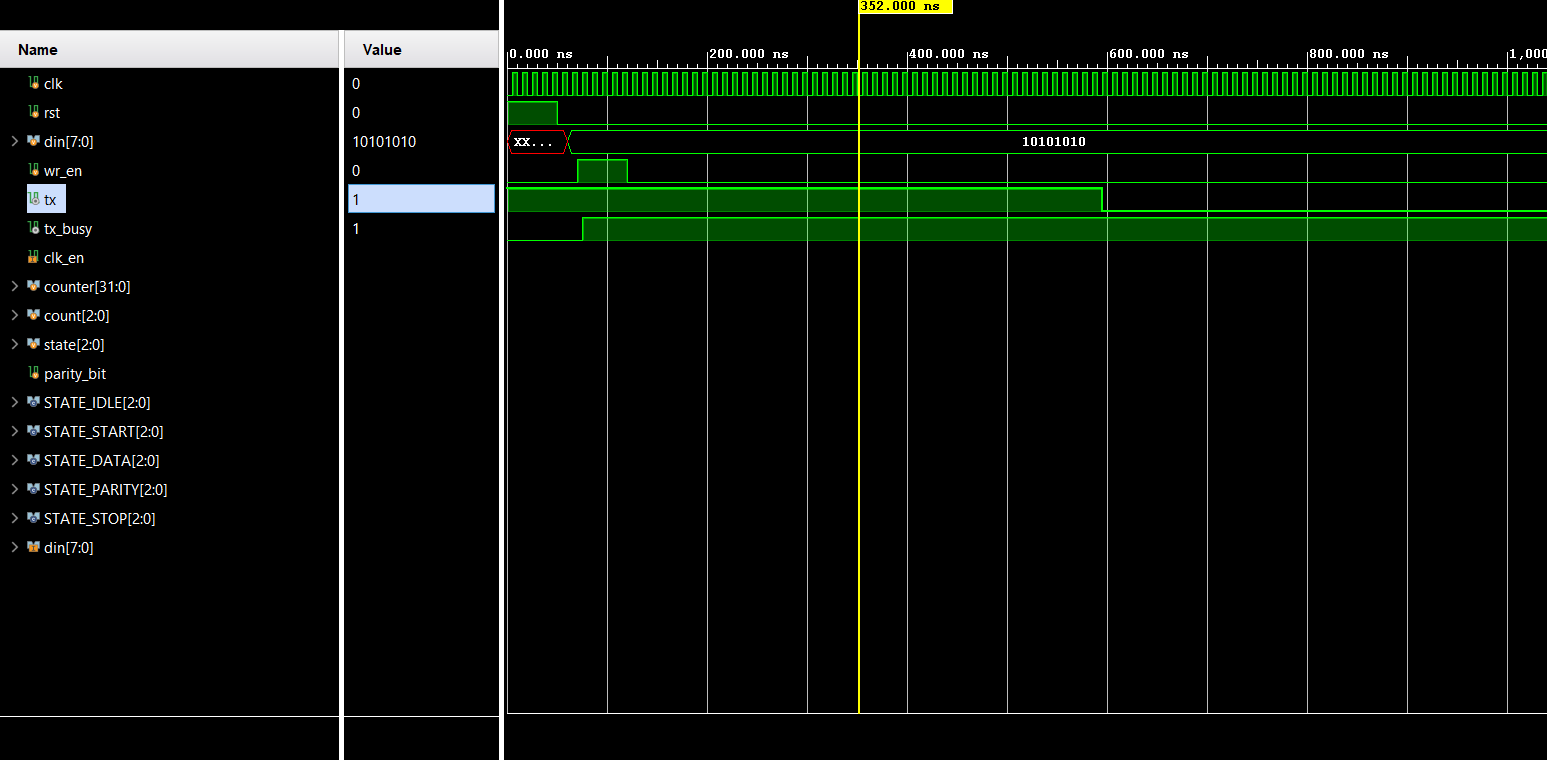 352.000 ns
Name Value
0.000 ns 200.000 ns 400.000 ns 600.000 ns 800.000 ns 1,000
clk 0
rst 0
din[7:0] 10101010 XX... 10101010
wr_en 0
tx 1
tx_busy 1
clk_en
counter[31:0]
count[2:0]
state[2:0]
parity_bit
STATE_IDLE[2:0]
STATE_START[2:0]
STATE_DATA[2:0]
STATE_PARITY[2:0]
STATE_STOP[2:0]
din[7:0]